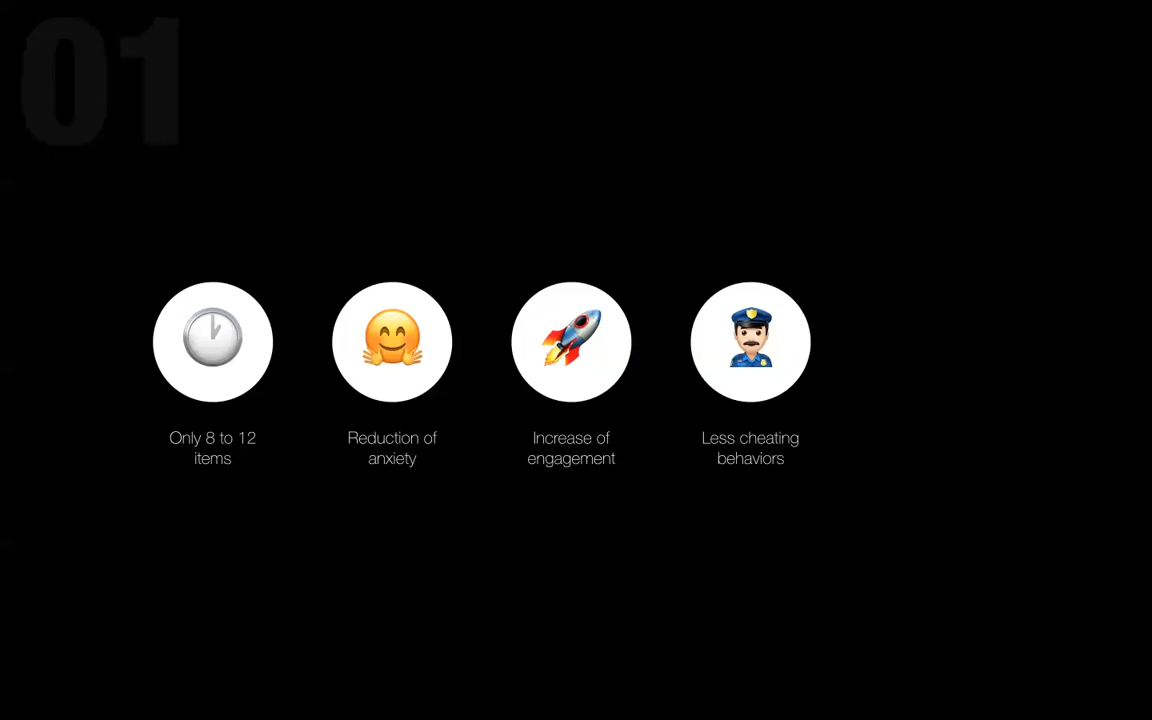 01
Only 8 to 12
items
Reduction of
anxiety
Increase of
engagement
Less cheating
behaviors